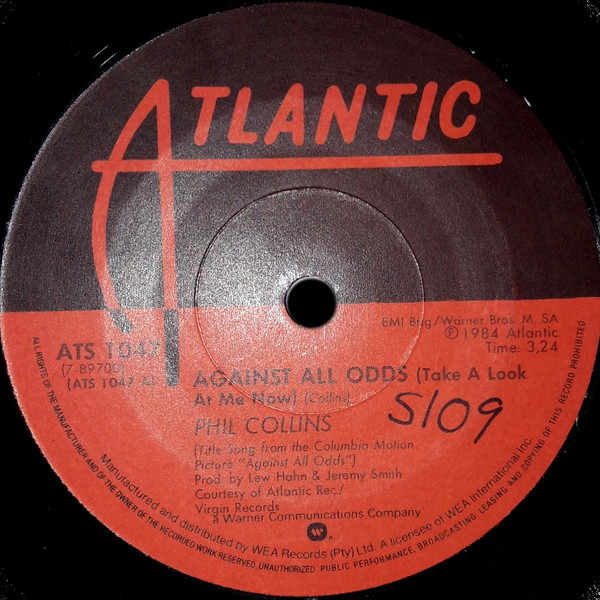 ATLANTIC
EMI Brig/Warner Bros. M. SA
Ⓟ 1984 Atlantic
Time: 3,24
ATS 1047
(7-89700)
(ATS 1047 A)
AGAINST ALL ODDS (Take A Look
At Me Now) (Collins)
PHIL COLLINS
S109
(Title Song from the Columbia Motion
Picture "Against All Odds")
Prod by Lew Hahn & Jeremy Smith
Courtesy of Atlantic Rec./
Virgin Records
a Warner Communications Company
Manufactured and distributed by WEA Records (Pty) Ltd. A licensee of WEA International Inc.
ALL RIGHTS OF THE MANUFACTURER AND OF THE OWNER OF THE RECORDED WORK RESERVED. UNAUTHORIZED PUBLIC PERFORMANCE, BROADCASTING, LEASING AND COPYING OF THIS RECORD PROHIBITED